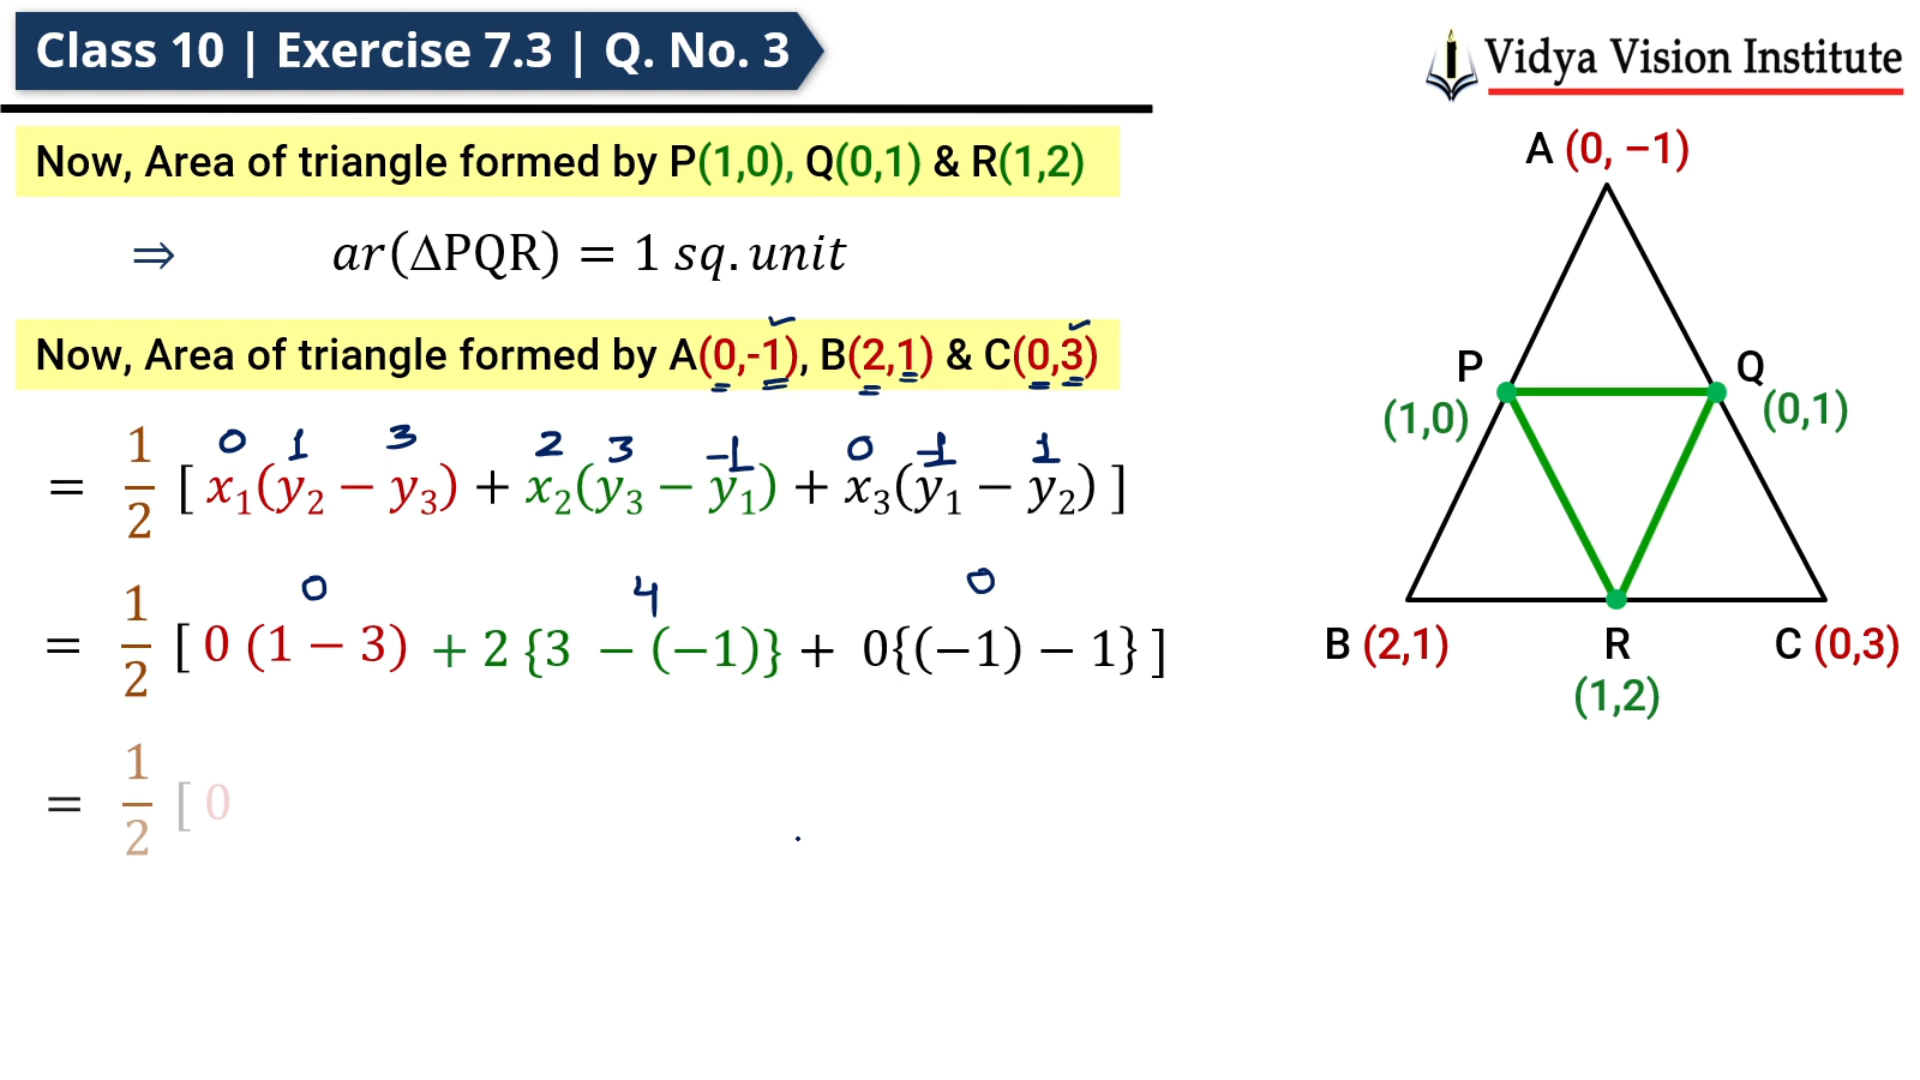 Class 10 | Exercise 7.3 | Q. No. 3
Vidya Vision Institute
Now, Area of triangle formed by P(1,0), Q(0,1) & R(1,2)
⇒ ar(ΔPQR) = 1 sq. unit
Now, Area of triangle formed by A(0,-1), B(2,1) & C(0,3)
0 1 3 2 3 -1 0 -1 1
= 1/2 [ x₁(y₂ − y₃) + x₂(y₃ − y₁) + x₃(y₁ − y₂) ]
0 4 0
= 1/2 [ 0 (1 − 3) + 2 {3 − (−1)} + 0{(−1) − 1} ]
= 1/2 [ 0
A (0, −1)
P Q
(1,0) (0,1)
B (2,1) R C (0,3)
(1,2)